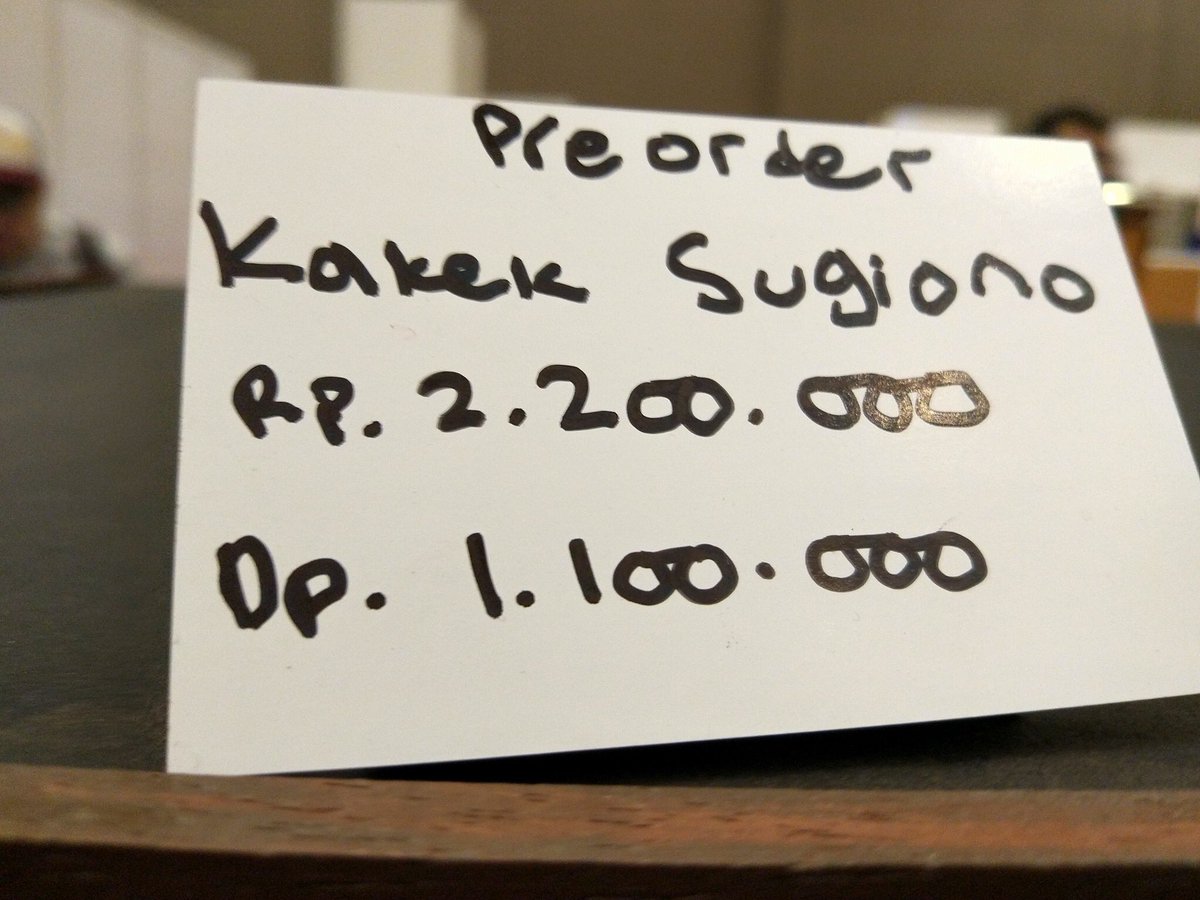 Preorder
Kakek Sugiono
Rp. 2.200.000
Dp. 1.100.000